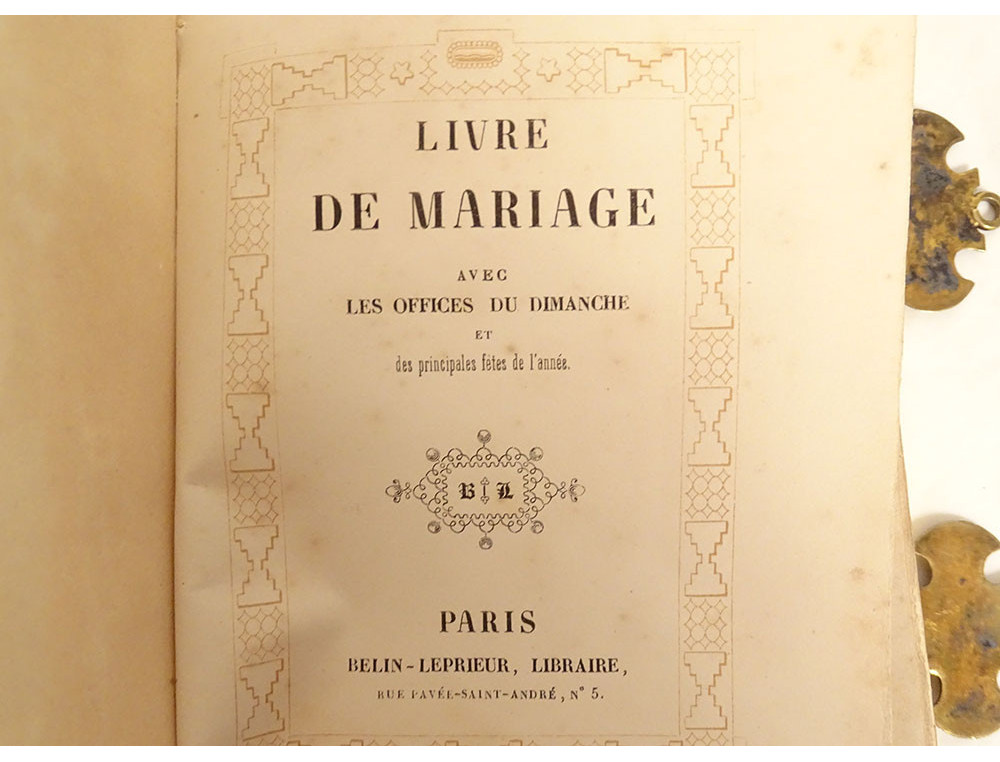 LIVRE
DE MARIAGE
AVEC
LES OFFICES DU DIMANCHE
ET
des principales fêtes de l'année.
B L
PARIS
BELIN-LEPRIEUR, LIBRAIRE,
RUE PAVÉE-SAINT-ANDRÉ, N° 5.